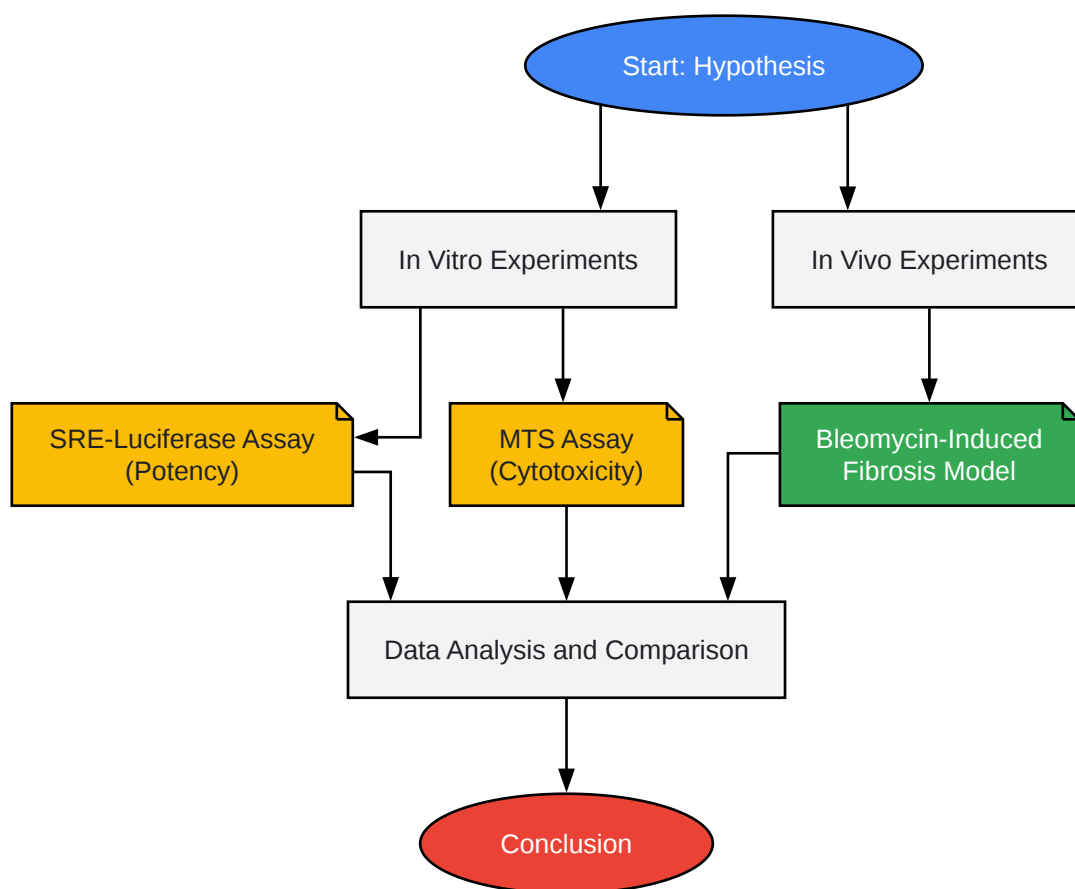 Start: Hypothesis
In Vitro Experiments
In Vivo Experiments
SRE-Luciferase Assay
(Potency)
MTS Assay
(Cytotoxicity)
Bleomycin-Induced
Fibrosis Model
Data Analysis and Comparison
Conclusion